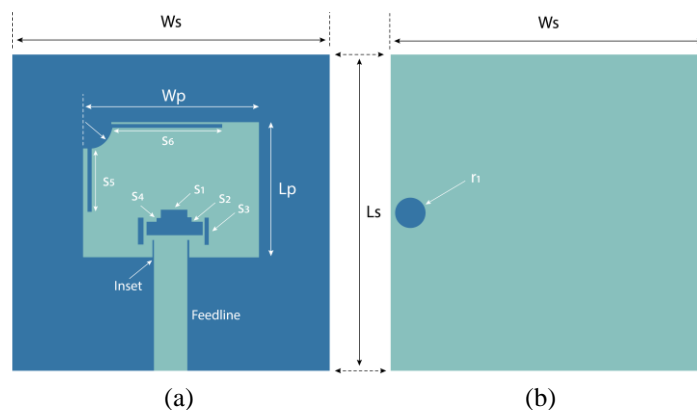 Ws
Ws
Wp
S6
S5
Lp
S1
S4
S2
S3
r1
Ls
Inset
Feedline
(a)
(b)